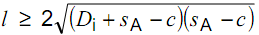 l ≥ 2√((D_i + s_A − c)(s_A − c))